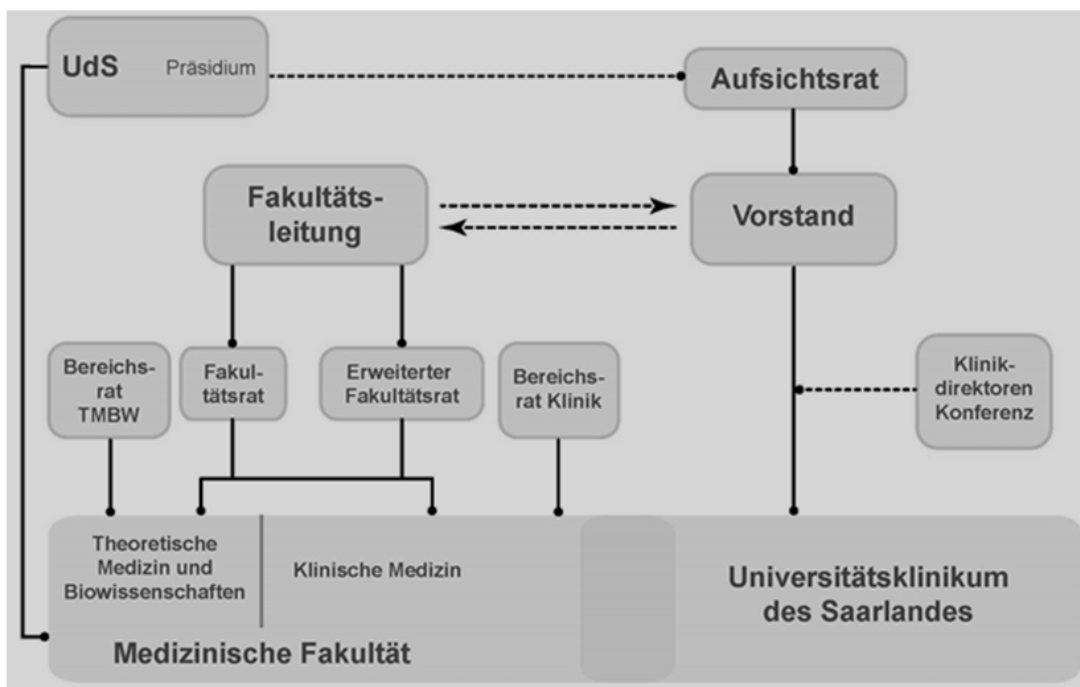 UdS Präsidium
Aufsichtsrat
Fakultäts-
leitung
Vorstand
Bereichs-
rat
TMBW
Fakul-
tätsrat
Erweiterter
Fakultätsrat
Bereichs-
rat Klinik
Klinik-
direktoren
Konferenz
Theoretische
Medizin und
Biowissenschaften
Klinische Medizin
Medizinische Fakultät
Universitätsklinikum
des Saarlandes